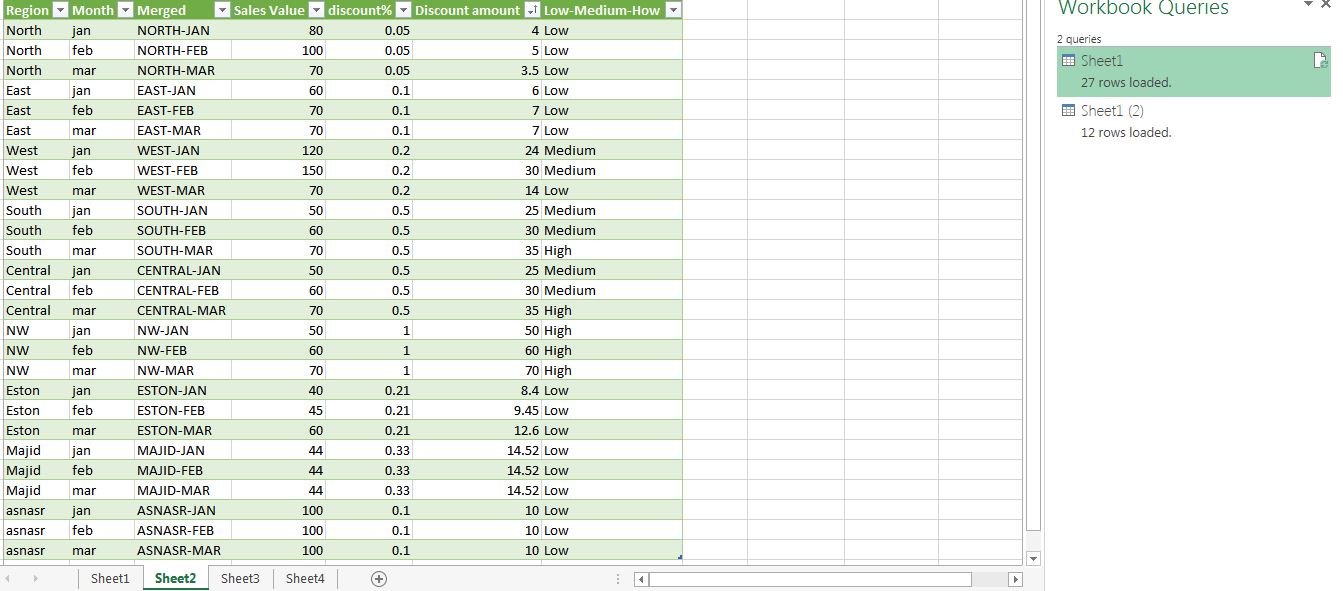 Region Month Merged Sales Value discount% Discount amount Low-Medium-How
North jan NORTH-JAN 80 0.05 4 Low
North feb NORTH-FEB 100 0.05 5 Low
North mar NORTH-MAR 70 0.05 3.5 Low
East jan EAST-JAN 60 0.1 6 Low
East feb EAST-FEB 70 0.1 7 Low
East mar EAST-MAR 70 0.1 7 Low
West jan WEST-JAN 120 0.2 24 Medium
West feb WEST-FEB 150 0.2 30 Medium
West mar WEST-MAR 70 0.2 14 Low
South jan SOUTH-JAN 50 0.5 25 Medium
South feb SOUTH-FEB 60 0.5 30 Medium
South mar SOUTH-MAR 70 0.5 35 High
Central jan CENTRAL-JAN 50 0.5 25 Medium
Central feb CENTRAL-FEB 60 0.5 30 Medium
Central mar CENTRAL-MAR 70 0.5 35 High
NW jan NW-JAN 50 1 50 High
NW feb NW-FEB 60 1 60 High
NW mar NW-MAR 70 1 70 High
Eston jan ESTON-JAN 40 0.21 8.4 Low
Eston feb ESTON-FEB 45 0.21 9.45 Low
Eston mar ESTON-MAR 60 0.21 12.6 Low
Majid jan MAJID-JAN 44 0.33 14.52 Low
Majid feb MAJID-FEB 44 0.33 14.52 Low
Majid mar MAJID-MAR 44 0.33 14.52 Low
asnasr jan ASNASR-JAN 100 0.1 10 Low
asnasr feb ASNASR-FEB 100 0.1 10 Low
asnasr mar ASNASR-MAR 100 0.1 10 Low
Sheet1 Sheet2 Sheet3 Sheet4
Workbook Queries
2 queries
Sheet1
27 rows loaded.
Sheet1 (2)
12 rows loaded.